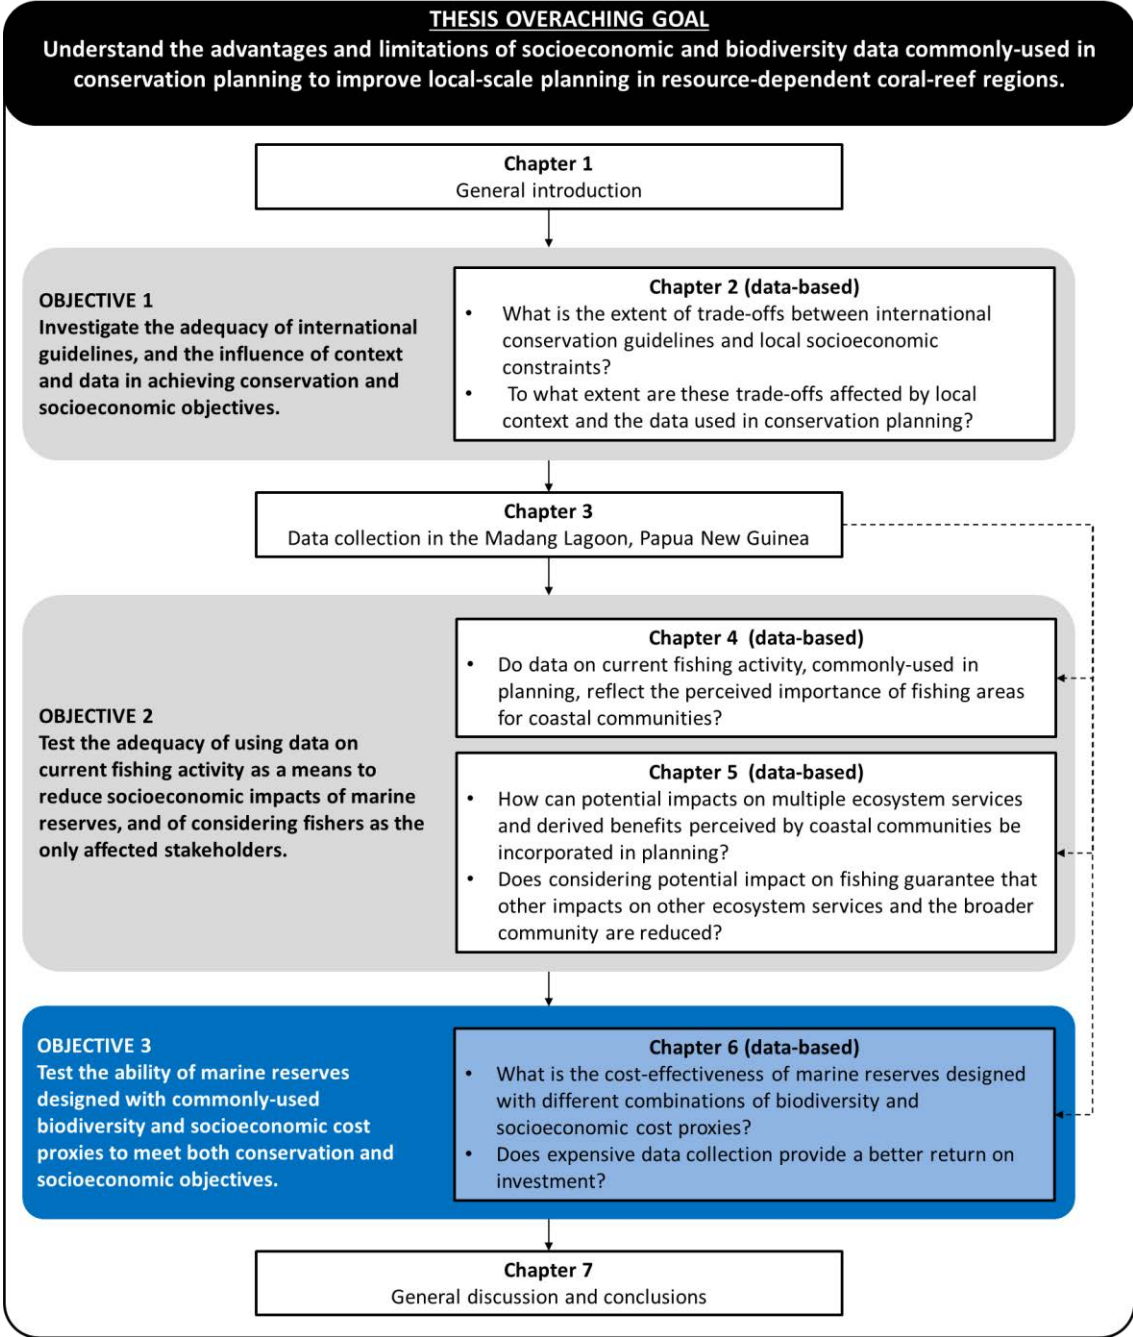 THESIS OVERACHING GOAL
Understand the advantages and limitations of socioeconomic and biodiversity data commonly-used in
conservation planning to improve local-scale planning in resource-dependent coral-reef regions.
Chapter 1
General introduction
OBJECTIVE 1
Investigate the adequacy of international
guidelines, and the influence of context
and data in achieving conservation and
socioeconomic objectives.
Chapter 2 (data-based)
• What is the extent of trade-offs between international
conservation guidelines and local socioeconomic
constraints?
• To what extent are these trade-offs affected by local
context and the data used in conservation planning?
Chapter 3
Data collection in the Madang Lagoon, Papua New Guinea
OBJECTIVE 2
Test the adequacy of using data on
current fishing activity as a means to
reduce socioeconomic impacts of marine
reserves, and of considering fishers as the
only affected stakeholders.
Chapter 4 (data-based)
• Do data on current fishing activity, commonly-used in
planning, reflect the perceived importance of fishing areas
for coastal communities?
Chapter 5 (data-based)
• How can potential impacts on multiple ecosystem services
and derived benefits perceived by coastal communities be
incorporated in planning?
• Does considering potential impact on fishing guarantee that
other impacts on other ecosystem services and the broader
community are reduced?
OBJECTIVE 3
Test the ability of marine reserves
designed with commonly-used
biodiversity and socioeconomic cost
proxies to meet both conservation and
socioeconomic objectives.
Chapter 6 (data-based)
• What is the cost-effectiveness of marine reserves designed
with different combinations of biodiversity and
socioeconomic cost proxies?
• Does expensive data collection provide a better return on
investment?
Chapter 7
General discussion and conclusions